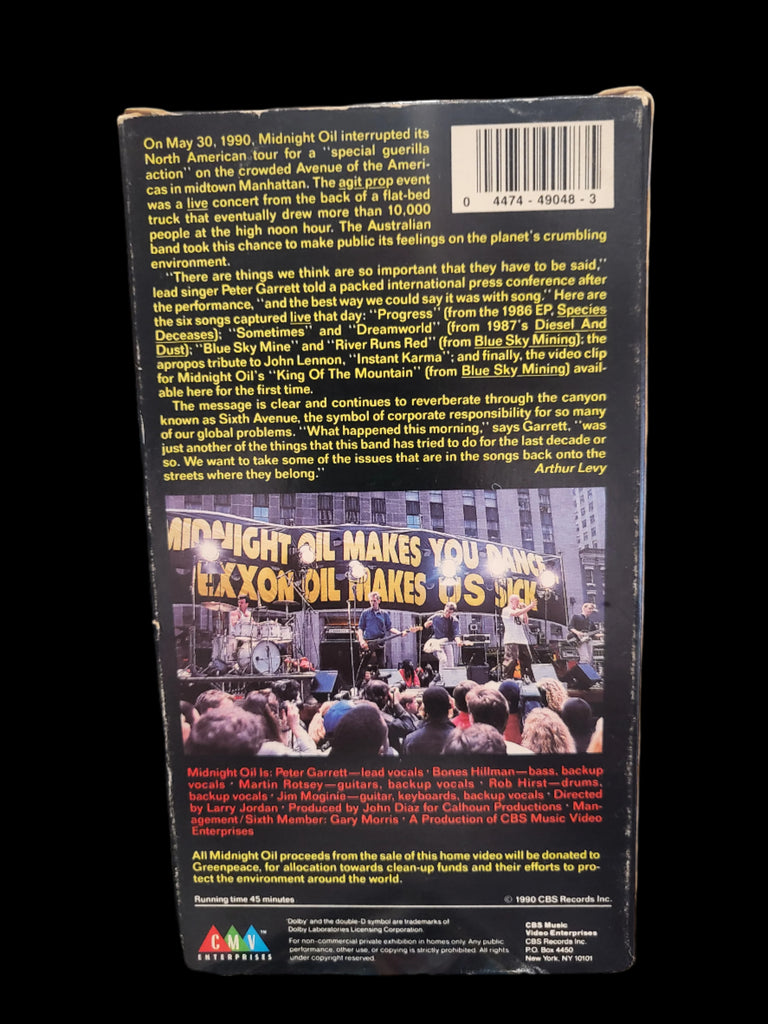 On May 30, 1990, Midnight Oil interrupted its
North American tour for a "special guerilla
action" on the crowded Avenue of the Ameri-
cas in midtown Manhattan. The agit prop event
was a live concert from the back of a flat-bed
truck that eventually drew more than 10,000
people at the high noon hour. The Australian
band took this chance to make public its feelings on the planet's crumbling
environment.
0 4474 - 49048 - 3
"There are things we think are so important that they have to be said,"
lead singer Peter Garrett told a packed international press conference after
the performance, "and the best way we could say it was with song." Here are
the six songs captured live that day: "Progress" (from the 1986 EP, Species
Deceases); "Sometimes" and "Dreamworld" (from 1987's Diesel And
Dust); "Blue Sky Mine" and "River Runs Red" (from Blue Sky Mining); the
apropos tribute to John Lennon, "Instant Karma"; and finally, the video clip
for Midnight Oil's "King Of The Mountain" (from Blue Sky Mining) avail-
able here for the first time.
The message is clear and continues to reverberate through the canyon
known as Sixth Avenue, the symbol of corporate responsibility for so many
of our global problems. "What happened this morning," says Garrett, "was
just another of the things that this band has tried to do for the last decade or
so. We want to take some of the issues that are in the songs back onto the
streets where they belong."
Arthur Levy
MIDNIGHT OIL MAKES YOU DANCE
EXXON OIL MAKES US SICK
Midnight Oil Is: Peter Garrett—lead vocals · Bones Hillman—bass, backup
vocals · Martin Rotsey—guitars, backup vocals · Rob Hirst—drums,
backup vocals · Jim Moginie—guitar, keyboards, backup vocals · Directed
by Larry Jordan · Produced by John Diaz for Calhoun Productions · Man-
agement/Sixth Member: Gary Morris · A Production of CBS Music Video
Enterprises
All Midnight Oil proceeds from the sale of this home video will be donated to
Greenpeace, for allocation towards clean-up funds and their efforts to pro-
tect the environment around the world.
Running time 45 minutes
© 1990 CBS Records Inc.
CMV™
ENTERPRISES
'Dolby' and the double-D symbol are trademarks of
Dolby Laboratories Licensing Corporation.
For non-commercial private exhibition in homes only. Any public
performance, other use, or copying is strictly prohibited. All rights
under copyright reserved.
CBS Music
Video Enterprises
CBS Records Inc.
P.O. Box 4450
New York, NY 10101